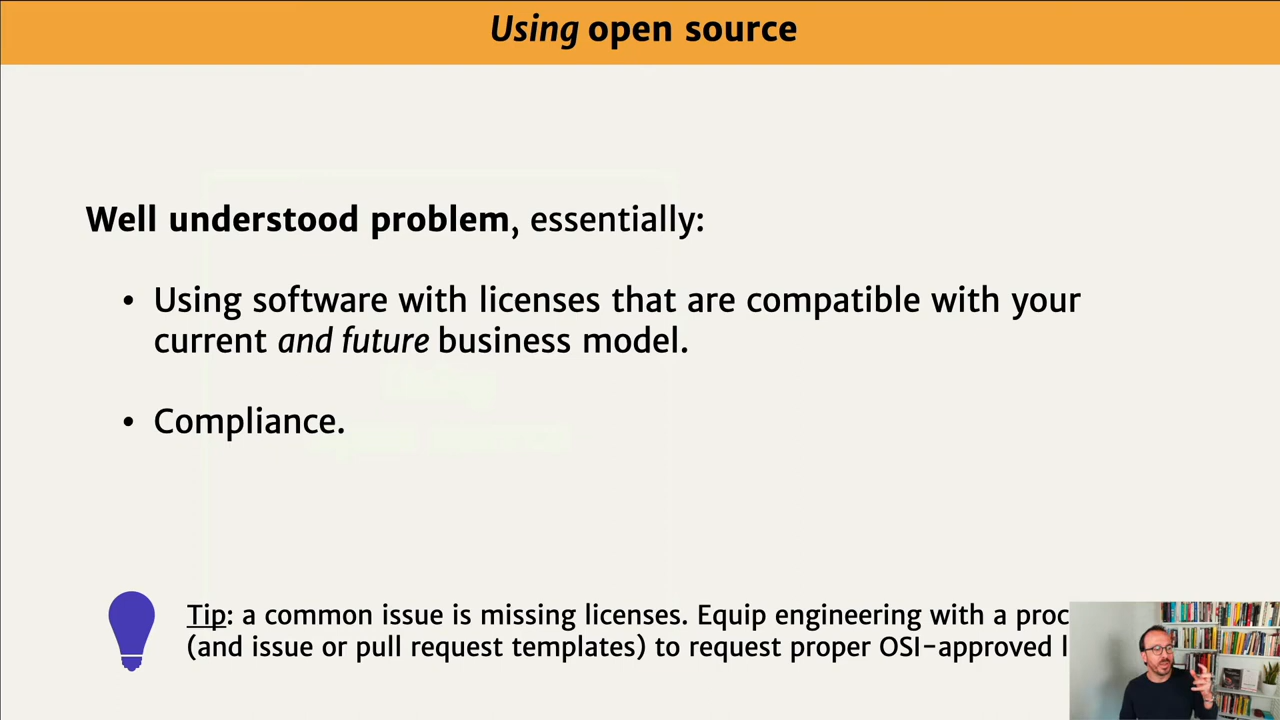 Using open source
Well understood problem, essentially:
• Using software with licenses that are compatible with your
current and future business model.
• Compliance.
Tip: a common issue is missing licenses. Equip engineering with a
(and issue or pull request templates) to request proper OSI-approved